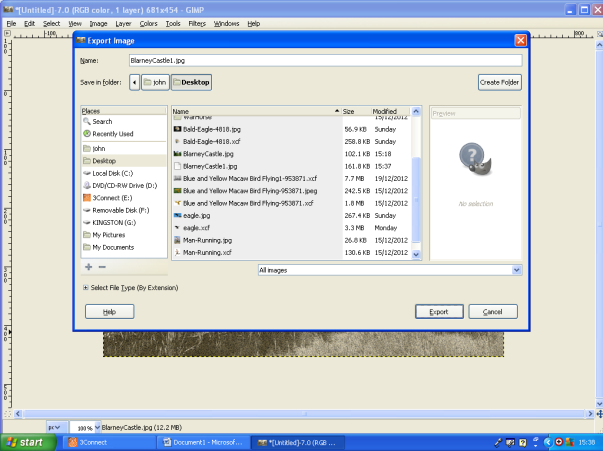 *[Untitled]-7.0 (RGB color, 1 layer) 681x454 - GIMP
File Edit Select View Image Layer Colors Tools Filters Windows Help
Export Image
Name: BlarneyCastle1.jpg
Save in folder: john Desktop Create Folder
Places Name Size Modified Preview
Search
Recently Used
john
Desktop
Local Disk (C:)
DVD/CD-RW Drive (D:)
3Connect (E:)
Removable Disk (F:)
KINGSTON (G:)
My Pictures
My Documents
WarHorse 15/12/2012
Bald-Eagle-4818.jpg 56.9 KB Sunday
Bald-Eagle-4818.xcf 258.8 KB Sunday
BlarneyCastle.jpg 102.1 KB 15:18
BlarneyCastle1.jpg 161.8 KB 15:37
Blue and Yellow Macaw Bird Flying1-953871.xcf 7.7 MB 19/12/2012
Blue and Yellow Macaw Bird Flying-953871.jpeg 242.5 KB 15/12/2012
Blue and Yellow Macaw Bird Flying-953871.xcf 1.8 MB 15/12/2012
eagle.jpg 267.4 KB Sunday
eagle.xcf 3.3 MB Monday
Man-Running.jpg 26.8 KB 15/12/2012
Man-Running.xcf 130.6 KB 15/12/2012
No selection
All images
Select File Type (By Extension)
Help Export Cancel
px 100% BlarneyCastle.jpg (12.2 MB)
start 3Connect Document1 - Microsof... *[Untitled]-7.0 (RGB ... 15:38